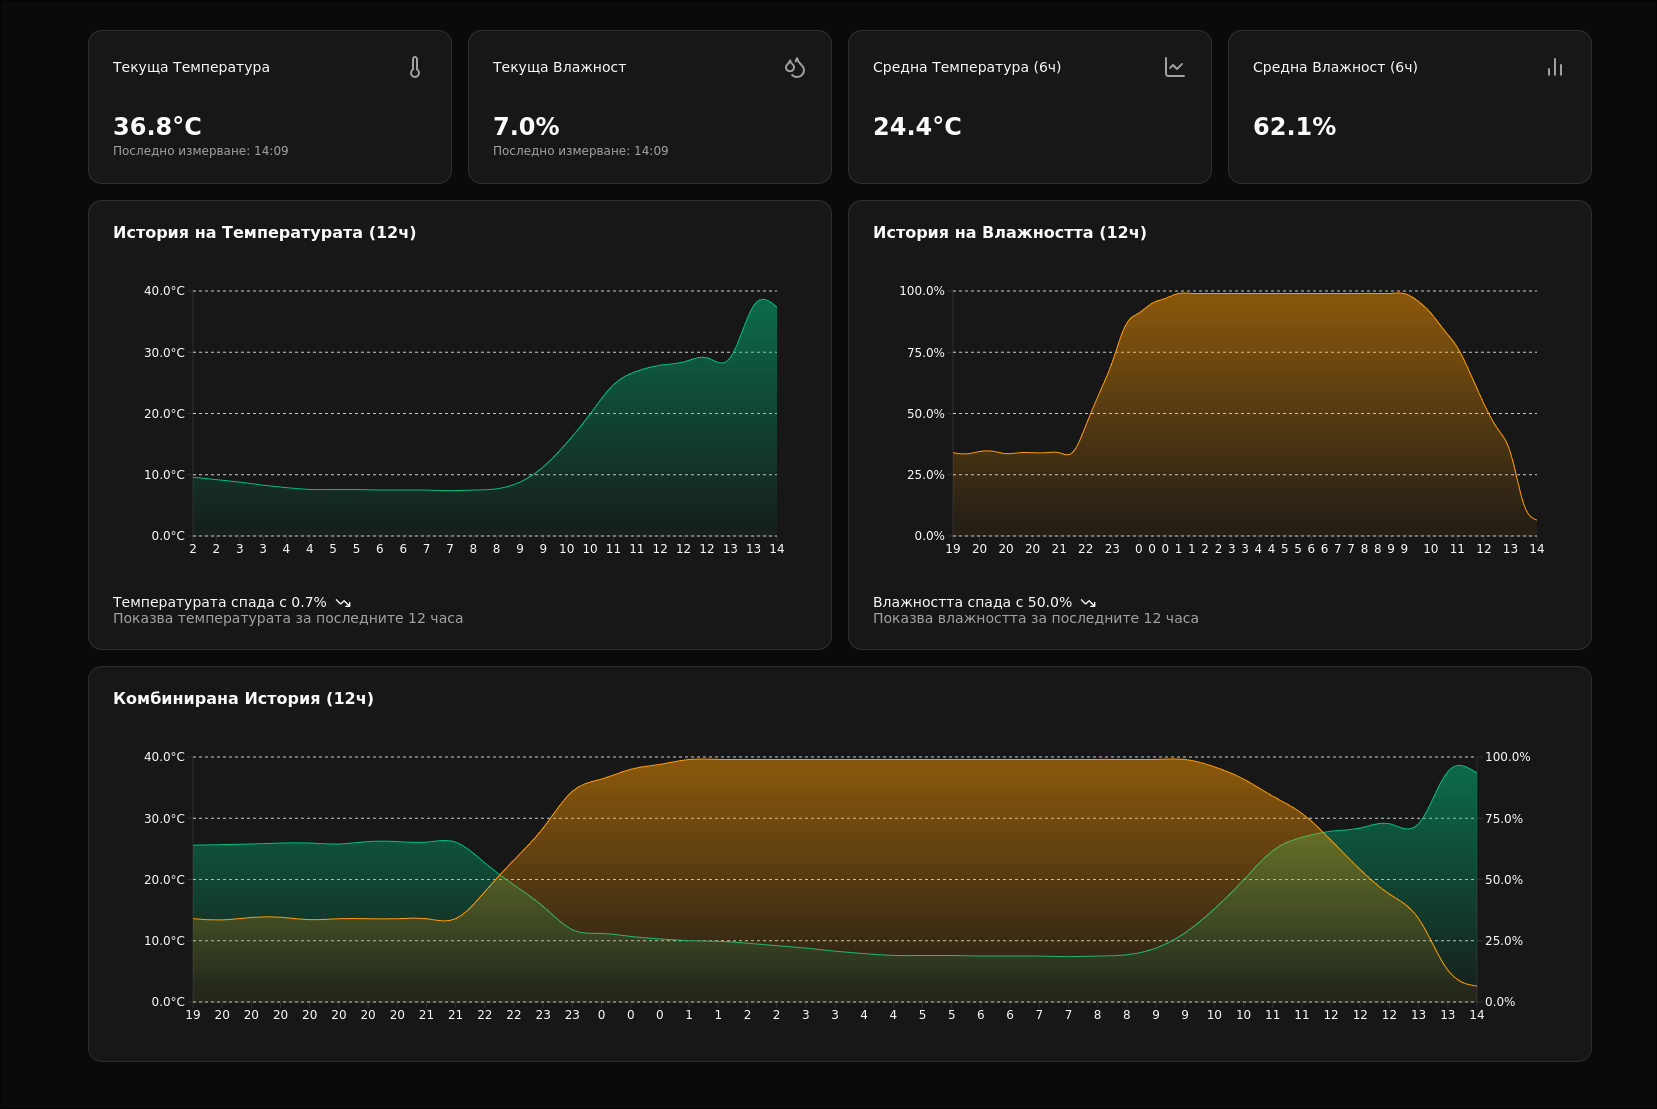 Текуща Температура
36.8°C
Последно измерване: 14:09
Текуща Влажност
7.0%
Последно измерване: 14:09
Средна Температура (6ч)
24.4°C
Средна Влажност (6ч)
62.1%
История на Температурата (12ч)
40.0°C
30.0°C
20.0°C
10.0°C
0.0°C
2 2 3 3 4 4 5 5 6 6 7 7 8 8 9 9 10 10 11 11 12 12 12 13 13 14
Температурата спада с 0.7%
Показва температурата за последните 12 часа
История на Влажността (12ч)
100.0%
75.0%
50.0%
25.0%
0.0%
19 20 20 20 21 22 23 0 0 0 1 1 2 2 3 3 4 4 5 5 6 6 7 7 8 8 9 9 10 11 12 13 14
Влажността спада с 50.0%
Показва влажността за последните 12 часа
Комбинирана История (12ч)
40.0°C 100.0%
30.0°C 75.0%
20.0°C 50.0%
10.0°C 25.0%
0.0°C 0.0%
19 20 20 20 20 20 20 20 21 21 22 22 23 23 0 0 0 1 1 2 2 3 3 4 4 5 5 6 6 7 7 8 8 9 9 10 10 11 11 12 12 12 13 13 14